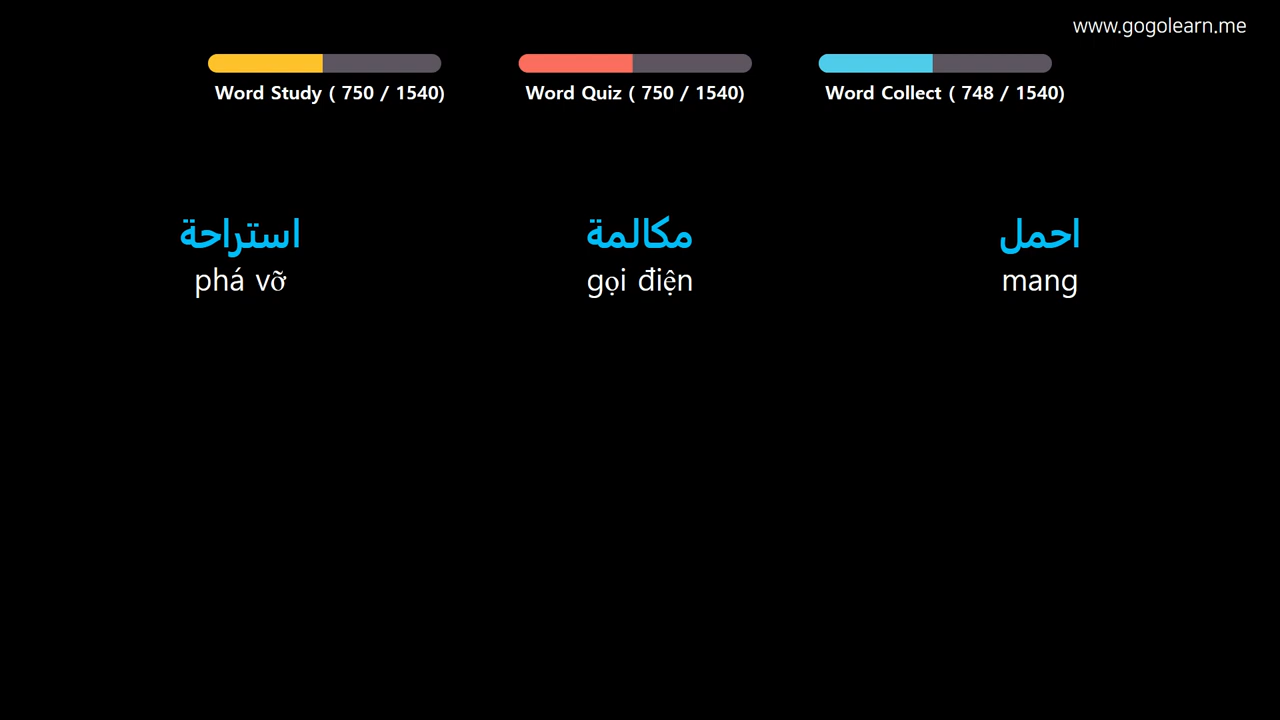 www.gogolearn.me
Word Study ( 750 / 1540)
Word Quiz ( 750 / 1540)
Word Collect ( 748 / 1540)
استراحة
phá vỡ
مكالمة
gọi điện
احمل
mang